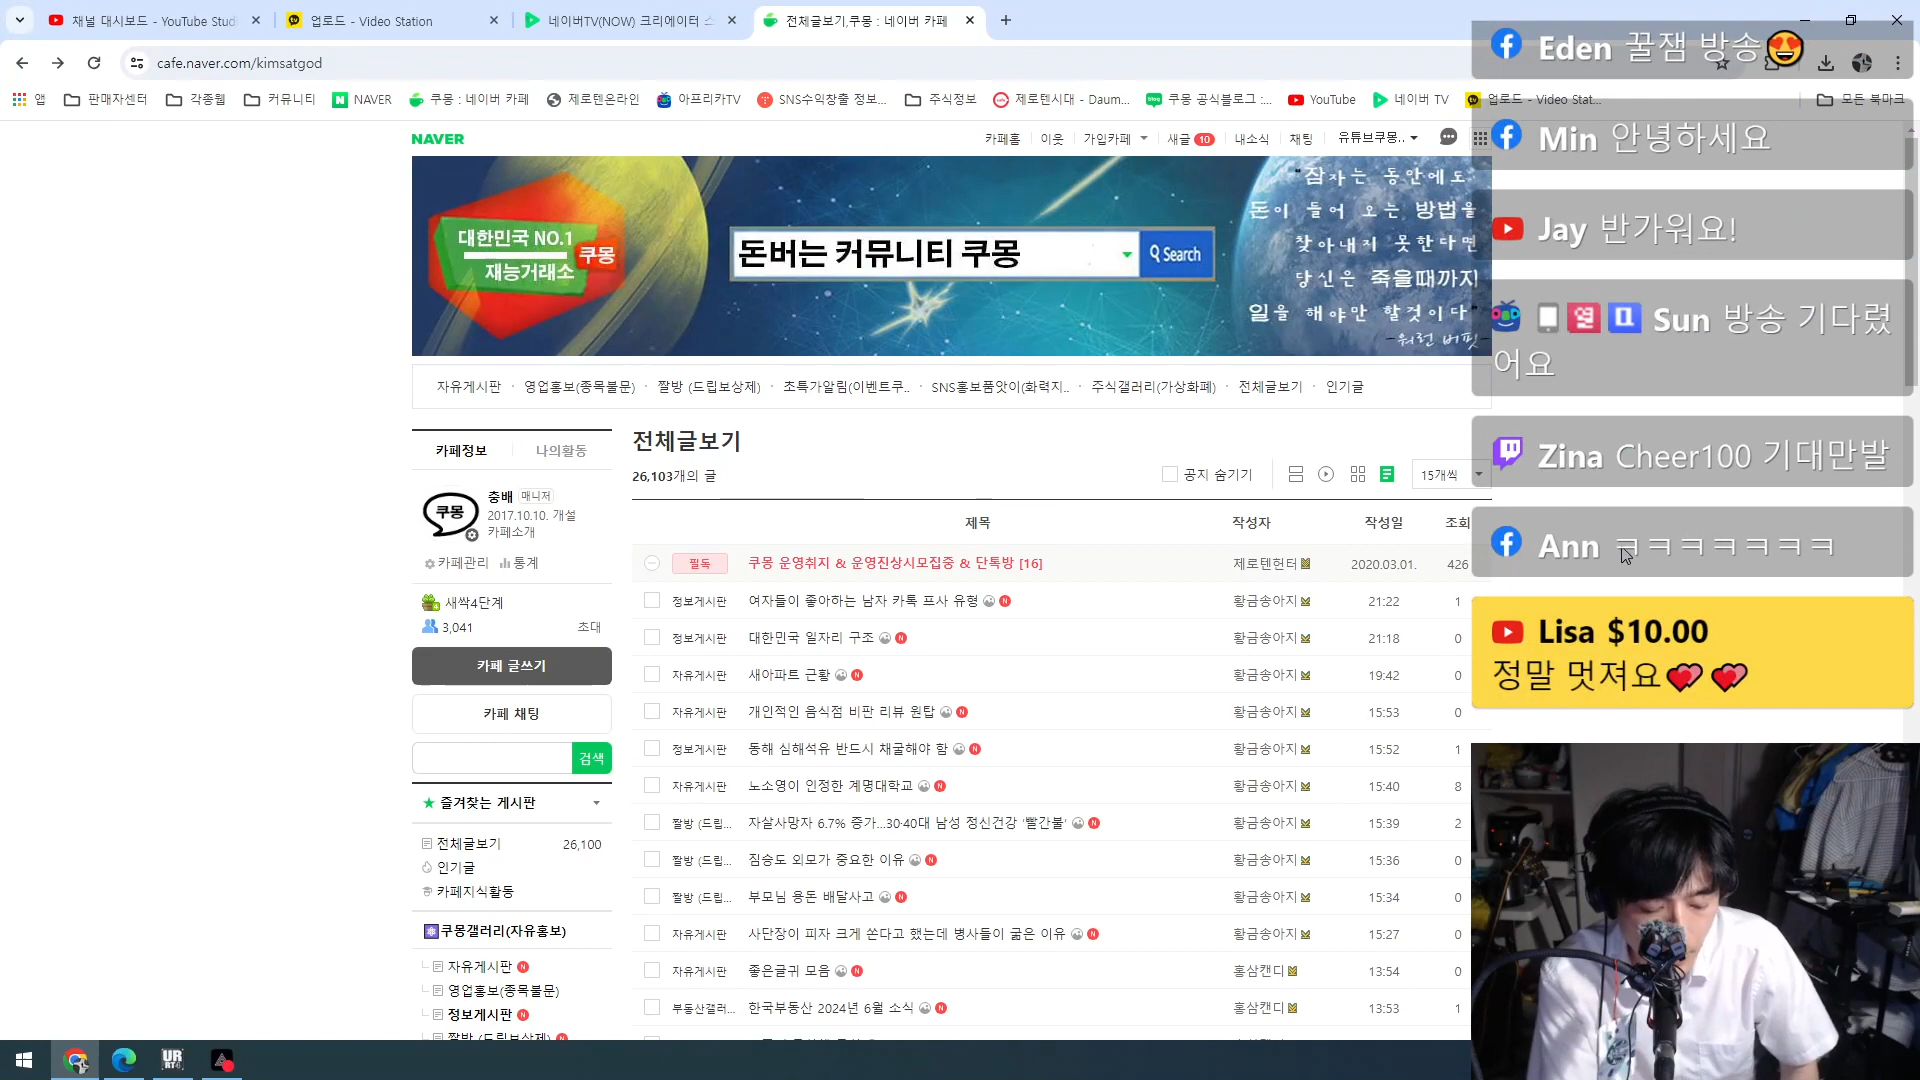 채널 대시보드 - YouTube Stud
업로드 - Video Station
네이버TV(NOW) 크리에이터 스
전체글보기,쿠몽 : 네이버 카페
cafe.naver.com/kimsatgod
앱
판매자센터
각종웹
커뮤니티
NAVER
쿠몽 : 네이버 카페
제로텐온라인
아프리카TV
SNS수익창출 정보...
주식정보
제로텐시대 - Daum...
쿠몽 공식블로그 :...
YouTube
네이버 TV
업로드 - Video Stat...
모든 북마크
NAVER
카페홈
이웃
가입카페
새글 10
내소식
채팅
유튜브쿠몽..
대한민국 NO.1
재능거래소
쿠몽
돈버는 커뮤니티 쿠몽
Search
"잠자는 동안에도
돈이 들어 오는 방법을
찾아내지 못한다면
당신은 죽을때까지
일을 해야만 할것이다"
-워런 버핏-
자유게시판 · 영업홍보(종목불문) · 짤방 (드립보상제) · 초특가알림(이벤트쿠.. · SNS홍보품앗이(화력지.. · 주식갤러리(가상화폐) · 전체글보기 · 인기글
카페정보
나의활동
쿠몽
충배 매니저
2017.10.10. 개설
카페소개
카페관리
통계
새싹4단계
3,041
초대
카페 글쓰기
카페 채팅
검색
즐겨찾는 게시판
전체글보기 26,100
인기글
카페지식활동
쿠몽갤러리(자유홍보)
자유게시판 N
영업홍보(종목불문)
정보게시판 N
짤방 (드립보상제)
전체글보기
26,103개의 글
공지 숨기기
15개씩
제목 작성자 작성일 조회
필독 쿠몽 운영취지 & 운영진상시모집중 & 단톡방 [16] 제로텐헌터 2020.03.01. 426
정보게시판 여자들이 좋아하는 남자 카톡 프사 유형 N 황금송아지 21:22 1
정보게시판 대한민국 일자리 구조 N 황금송아지 21:18 0
자유게시판 새아파트 근황 N 황금송아지 19:42 0
자유게시판 개인적인 음식점 비판 리뷰 원탑 N 황금송아지 15:53 0
정보게시판 동해 심해석유 반드시 채굴해야 함 N 황금송아지 15:52 1
자유게시판 노소영이 인정한 계명대학교 N 황금송아지 15:40 8
짤방 (드립... 자살사망자 6.7% 증가...30·40대 남성 정신건강 '빨간불' N 황금송아지 15:39 2
짤방 (드립... 짐승도 외모가 중요한 이유 N 황금송아지 15:36 0
짤방 (드립... 부모님 용돈 배달사고 N 황금송아지 15:34 0
자유게시판 사단장이 피자 크게 쏜다고 했는데 병사들이 굶은 이유 N 황금송아지 15:27 0
자유게시판 좋은글귀 모음 N 홍삼캔디 13:54 0
부동산갤러... 한국부동산 2024년 6월 소식 N 홍삼캔디 13:53 1
Eden 꿀잼 방송😍
Min 안녕하세요
Jay 반가워요!
열 Sun 방송 기다렸
어요
Zina Cheer100 기대만발
Ann ㅋㅋㅋㅋㅋㅋㅋ
Lisa $10.00
정말 멋져요💞💞
UR
RT4